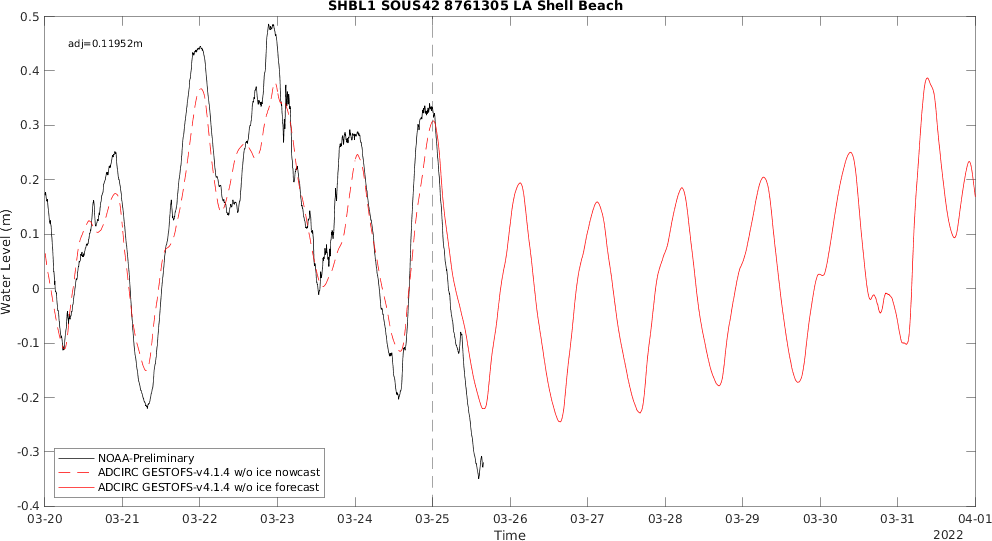 SHBL1 SOUS42 8761305 LA Shell Beach
adj=0.11952m
0.5
0.4
0.3
0.2
0.1
0
-0.1
-0.2
-0.3
-0.4
Water Level (m)
NOAA-Preliminary
ADCIRC GESTOFS-v4.1.4 w/o ice nowcast
ADCIRC GESTOFS-v4.1.4 w/o ice forecast
03-20 03-21 03-22 03-23 03-24 03-25 03-26 03-27 03-28 03-29 03-30 03-31 04-01
Time
2022